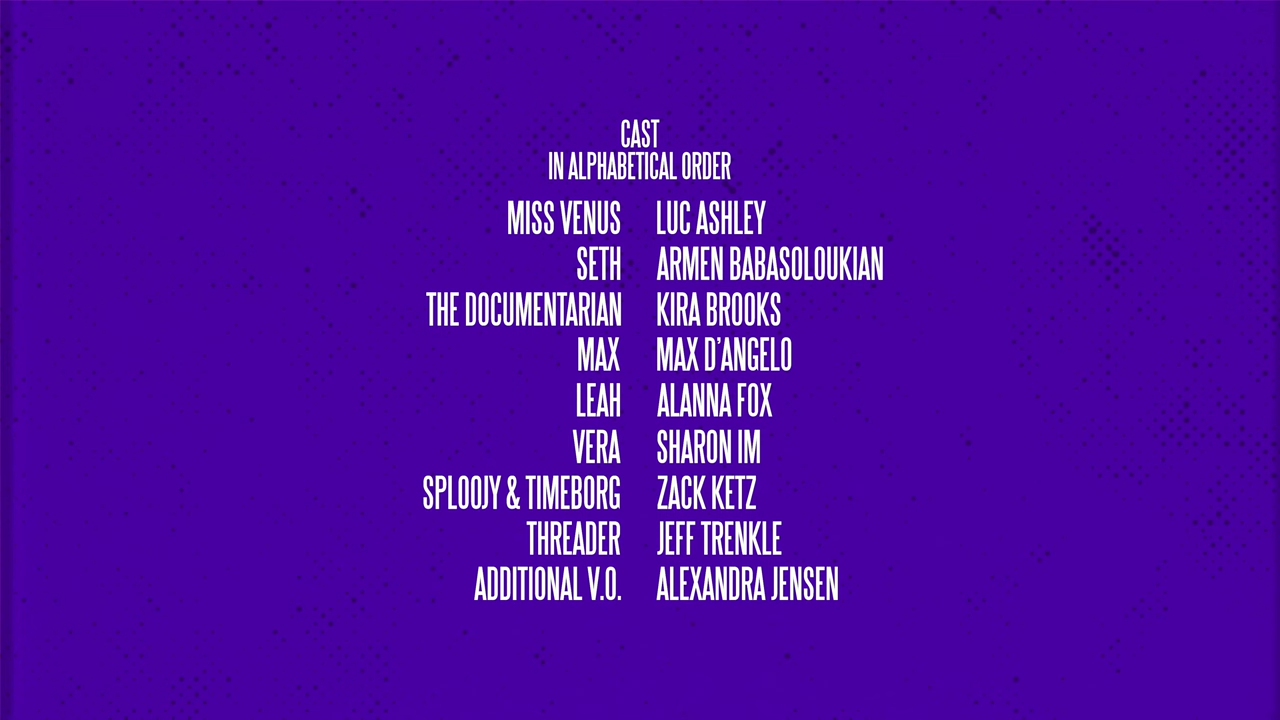 CAST
IN ALPHABETICAL ORDER
MISS VENUS LUC ASHLEY
SETH ARMEN BABASOLOUKIAN
THE DOCUMENTARIAN KIRA BROOKS
MAX MAX D’ANGELO
LEAH ALANNA FOX
VERA SHARON IM
SPLOOJY & TIMEBORG ZACK KETZ
THREADER JEFF TRENKLE
ADDITIONAL V.O. ALEXANDRA JENSEN